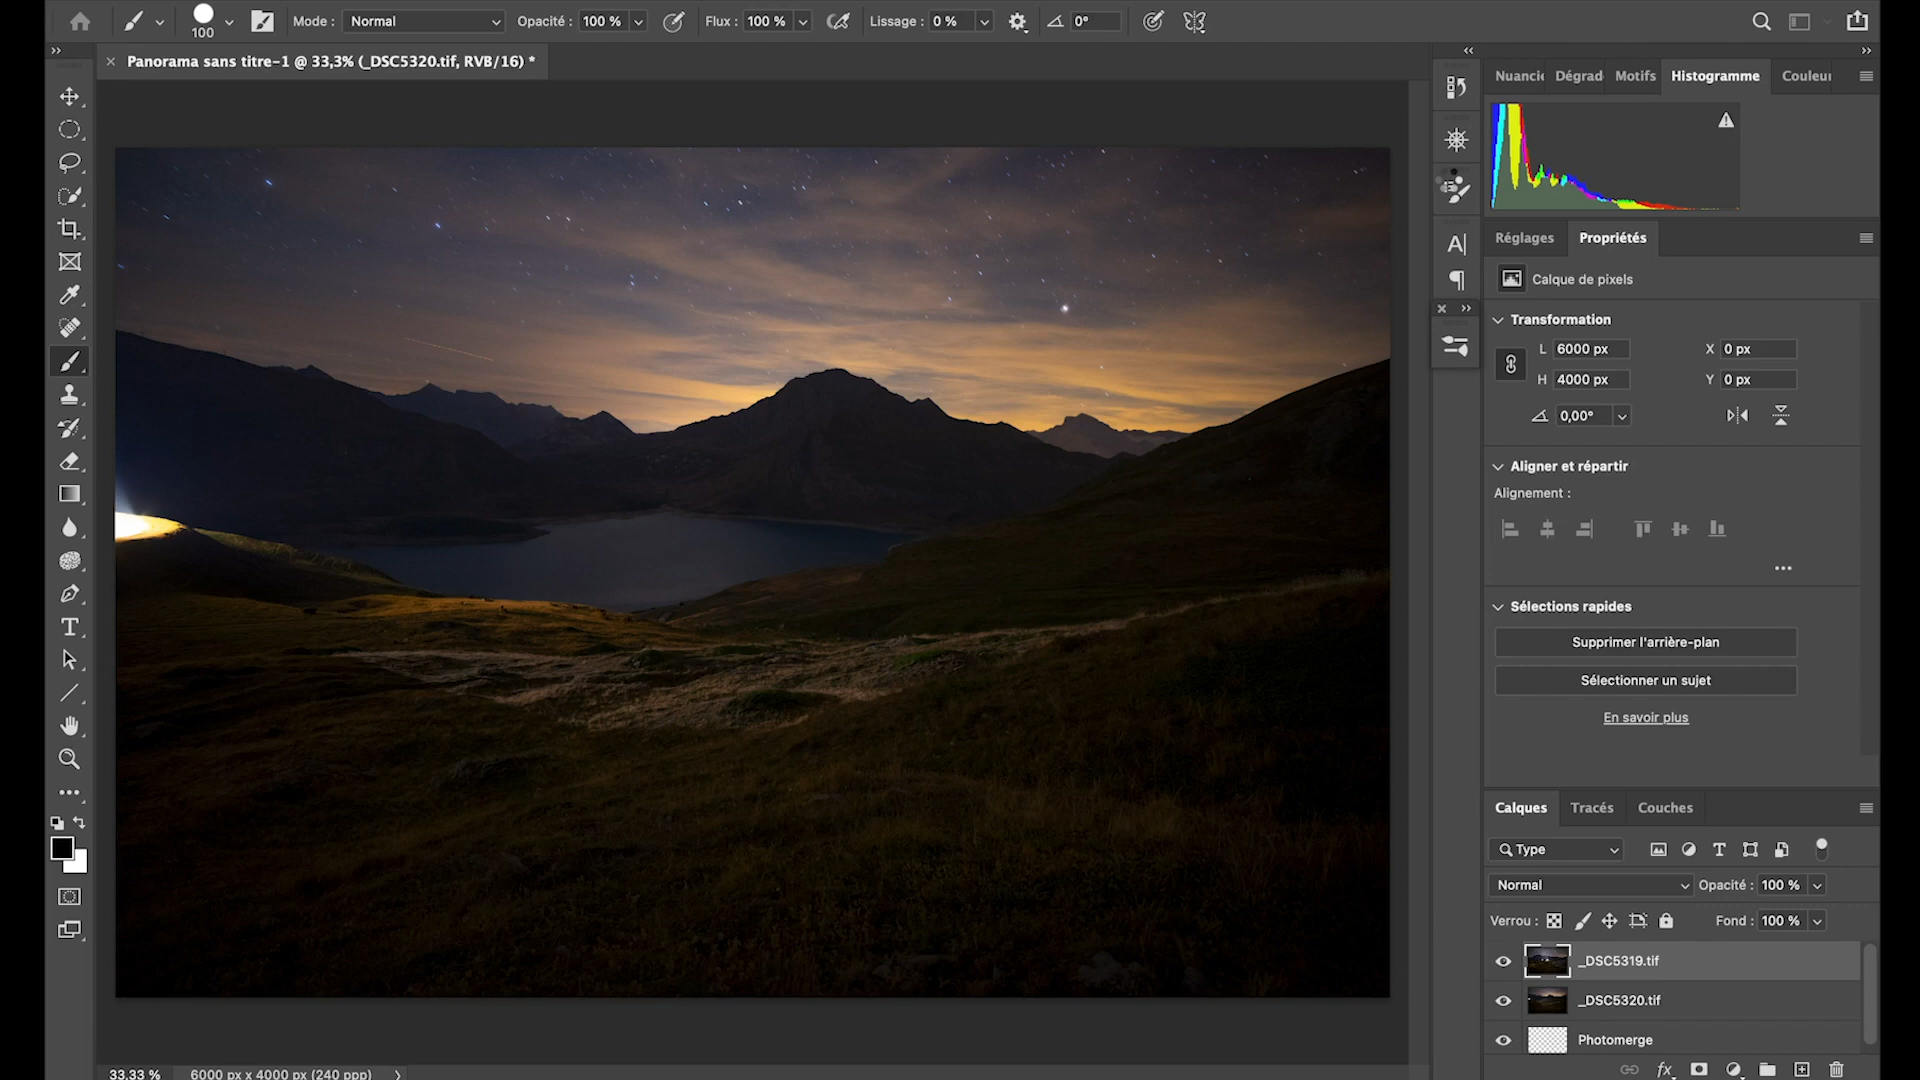 100
Mode : Normal
Opacité : 100 %
Flux : 100 %
Lissage : 0 %
0°
Panorama sans titre-1 @ 33,3% (_DSC5320.tif, RVB/16) *
Nuancie
Dégrad
Motifs
Histogramme
Couleur
Réglages
Propriétés
Calque de pixels
Transformation
L 6000 px
X 0 px
H 4000 px
Y 0 px
0,00°
Aligner et répartir
Alignement :
Sélections rapides
Supprimer l'arrière-plan
Sélectionner un sujet
En savoir plus
Calques
Tracés
Couches
Type
Normal
Opacité : 100 %
Verrou :
Fond : 100 %
_DSC5319.tif
_DSC5320.tif
Photomerge
fx
33,33 %
6000 px x 4000 px (240 ppp)